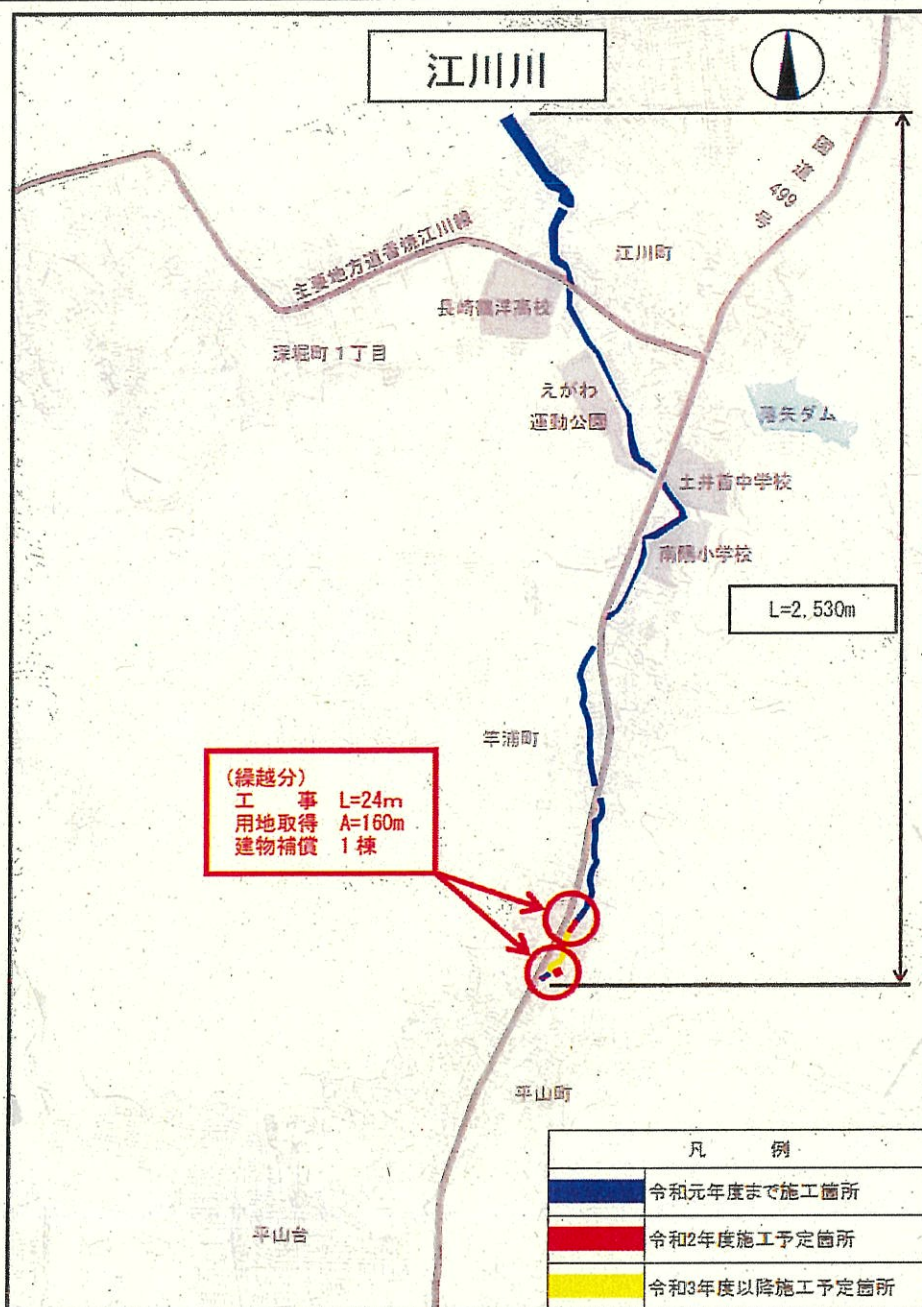 江川川
国道499号
江川町
主要地方道香焼江川線
長崎鶴洋高校
深堀町1丁目
えがわ
運動公園
落矢ダム
土井首中学校
南陽小学校
L=2,530m
竿浦町
(繰越分)
工　事　L=24m
用地取得　A=160m
建物補償　1棟
平山町
平山台
凡　例
令和元年度まで施工箇所
令和2年度施工予定箇所
令和3年度以降施工予定箇所